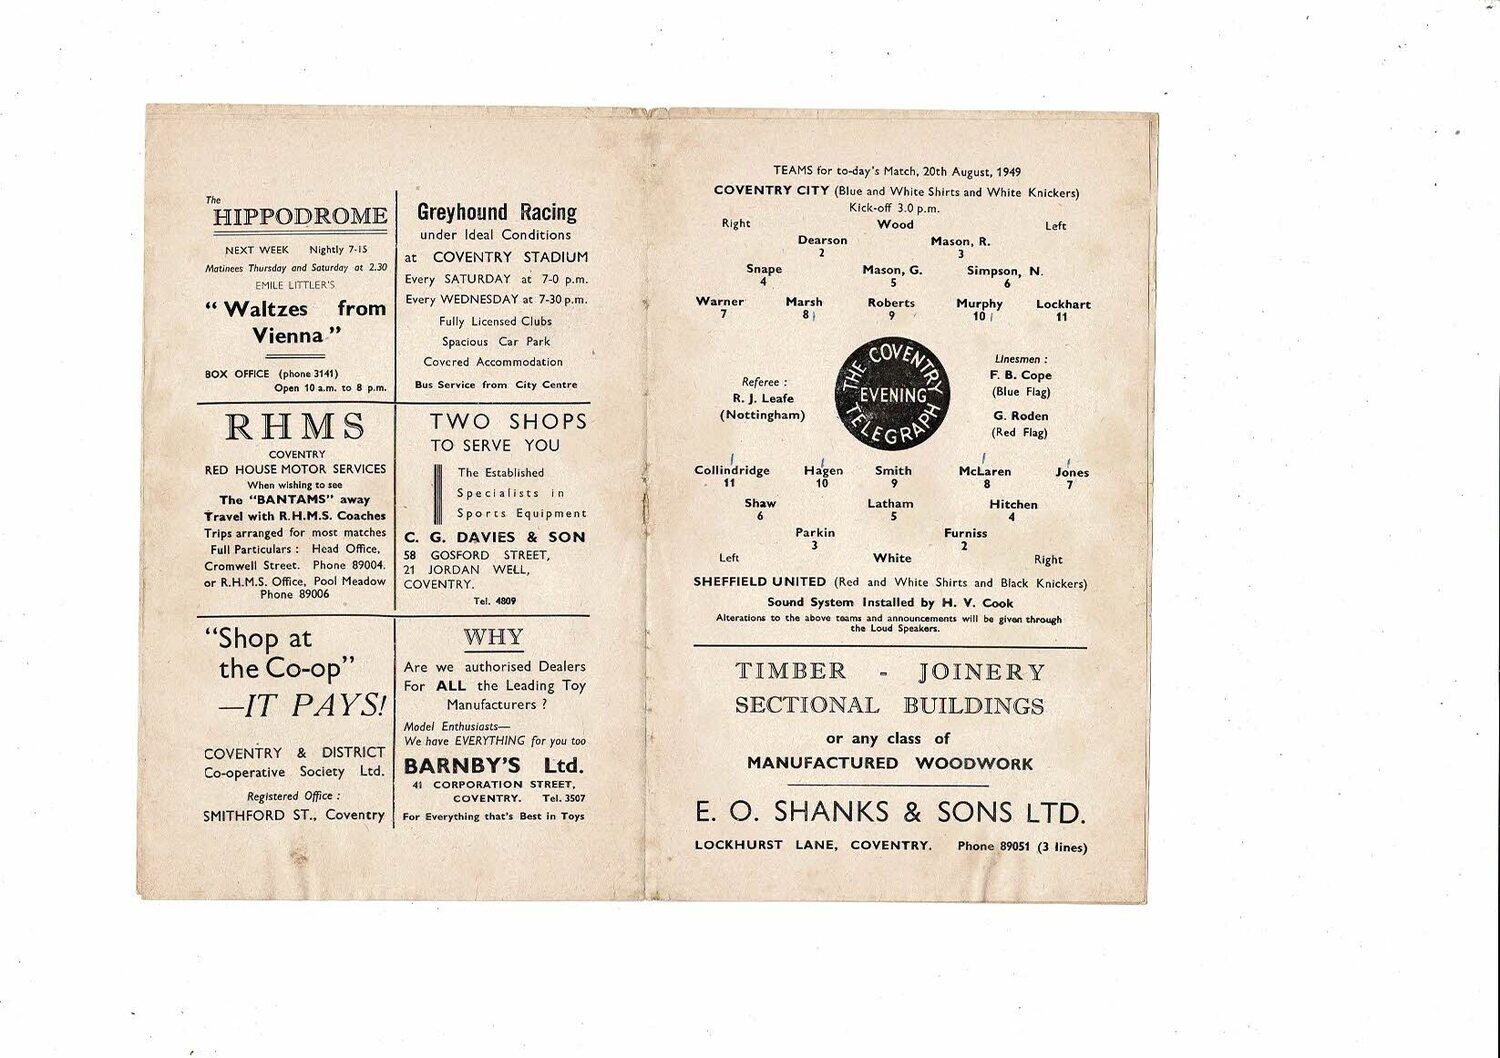 The
HIPPODROME
NEXT WEEK Nightly 7-15
Matinees Thursday and Saturday at 2.30
EMILE LITTLER'S
"Waltzes from
Vienna"
BOX OFFICE (phone 3141)
Open 10 a.m. to 8 p.m.
Greyhound Racing
under Ideal Conditions
at COVENTRY STADIUM
Every SATURDAY at 7-0 p.m.
Every WEDNESDAY at 7-30 p.m.
Fully Licensed Clubs
Spacious Car Park
Covered Accommodation
Bus Service from City Centre
RHMS
COVENTRY
RED HOUSE MOTOR SERVICES
When wishing to see
The "BANTAMS" away
Travel with R.H.M.S. Coaches
Trips arranged for most matches
Full Particulars : Head Office,
Cromwell Street. Phone 89004.
or R.H.M.S. Office, Pool Meadow
Phone 89006
TWO SHOPS
TO SERVE YOU
The Established
Specialists in
Sports Equipment
C. G. DAVIES & SON
58 GOSFORD STREET,
21 JORDAN WELL,
COVENTRY.
Tel. 4809
"Shop at
the Co-op"
—IT PAYS!
COVENTRY & DISTRICT
Co-operative Society Ltd.
Registered Office :
SMITHFORD ST., Coventry
WHY
Are we authorised Dealers
For ALL the Leading Toy
Manufacturers ?
Model Enthusiasts—
We have EVERYTHING for you too
BARNBY'S Ltd.
41 CORPORATION STREET,
COVENTRY. Tel. 3507
For Everything that's Best in Toys
TEAMS for to-day's Match, 20th August, 1949
COVENTRY CITY (Blue and White Shirts and White Knickers)
Kick-off 3.0 p.m.
Right Wood Left
Dearson Mason, R.
2 3
Snape Mason, G. Simpson, N.
4 5 6
Warner Marsh Roberts Murphy Lockhart
7 8 9 10 11
Referee :
R. J. Leafe
(Nottingham)
THE COVENTRY
EVENING
TELEGRAPH
Linesmen :
F. B. Cope
(Blue Flag)
G. Roden
(Red Flag)
Collindridge Hagen Smith McLaren Jones
11 10 9 8 7
Shaw Latham Hitchen
6 5 4
Parkin Furniss
3 2
Left White Right
SHEFFIELD UNITED (Red and White Shirts and Black Knickers)
Sound System Installed by H. V. Cook
Alterations to the above teams and announcements will be given through
the Loud Speakers.
TIMBER - JOINERY
SECTIONAL BUILDINGS
or any class of
MANUFACTURED WOODWORK
E. O. SHANKS & SONS LTD.
LOCKHURST LANE, COVENTRY. Phone 89051 (3 lines)